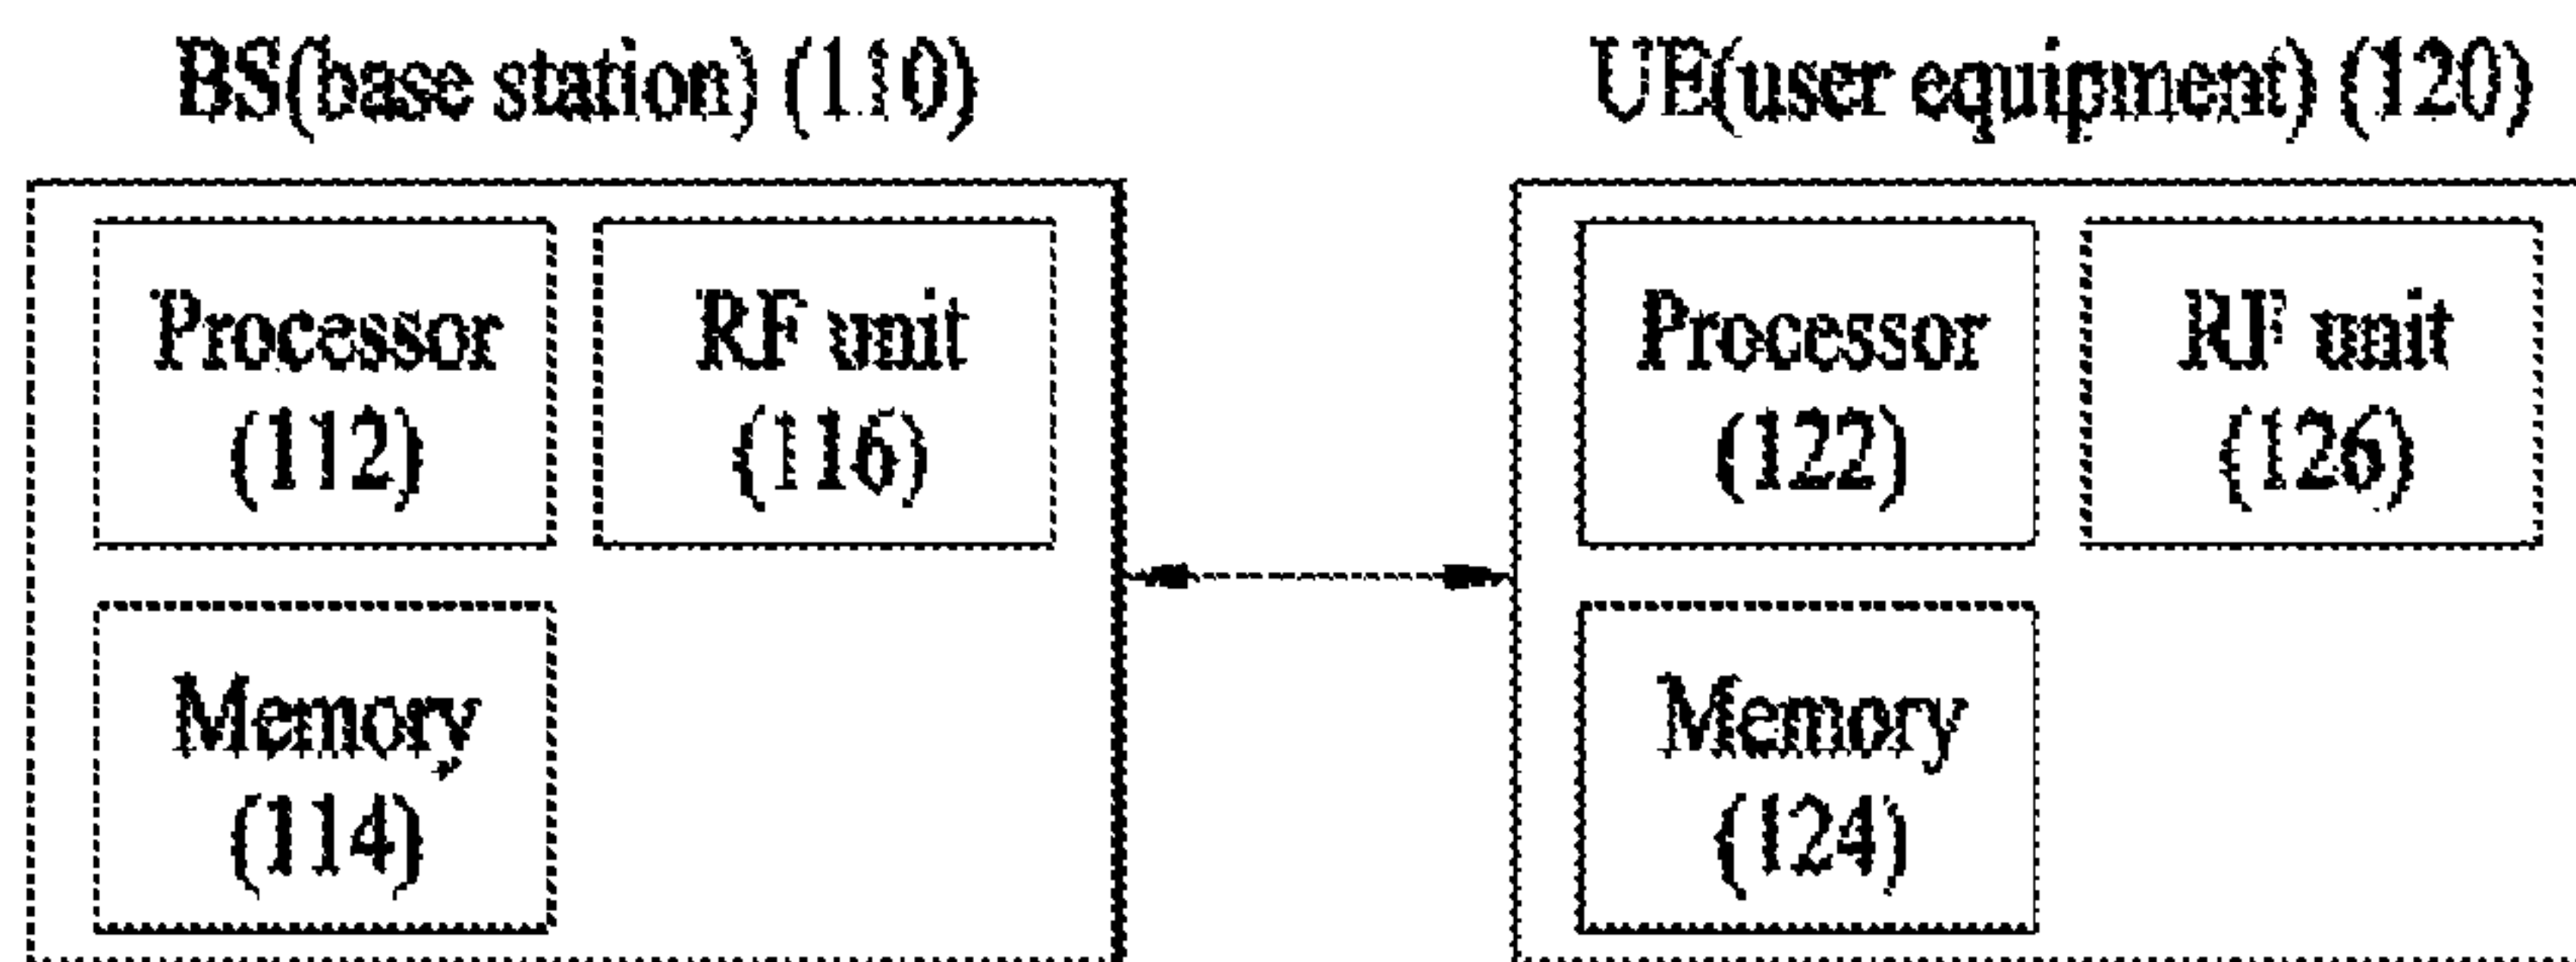 BS(base station) (110)
Processor
(112)
RF unit
(116)
Memory
(114)
UE(user equipment) (120)
Processor
(122)
RF unit
(126)
Memory
(124)